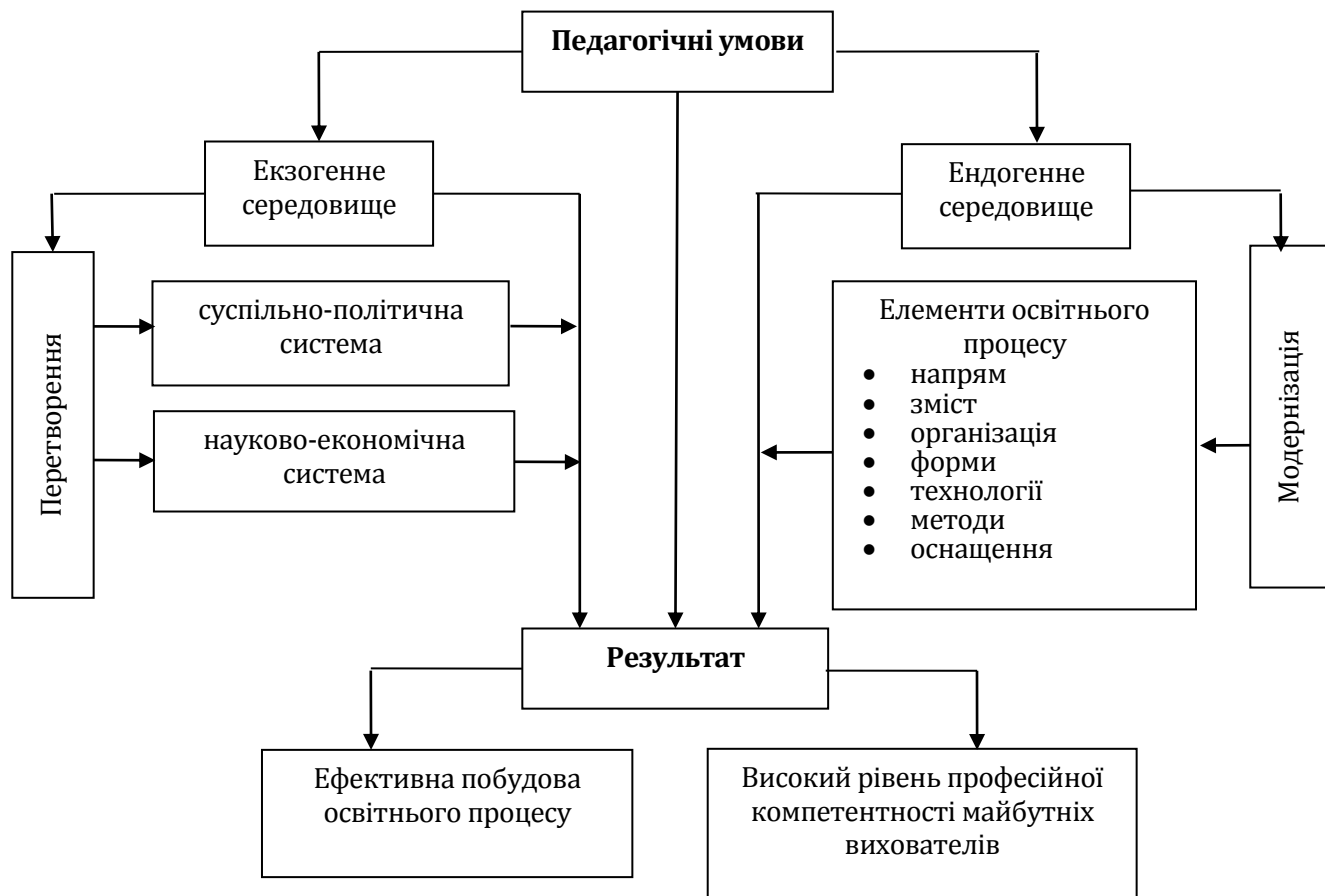 Педагогічні умови
Екзогенне
середовище
Ендогенне
середовище
Перетворення
суспільно-політична
система
науково-економічна
система
Елементи освітнього
процесу
• напрям
• зміст
• організація
• форми
• технології
• методи
• оснащення
Модернізація
Результат
Ефективна побудова
освітнього процесу
Високий рівень професійної
компетентності майбутніх
вихователів